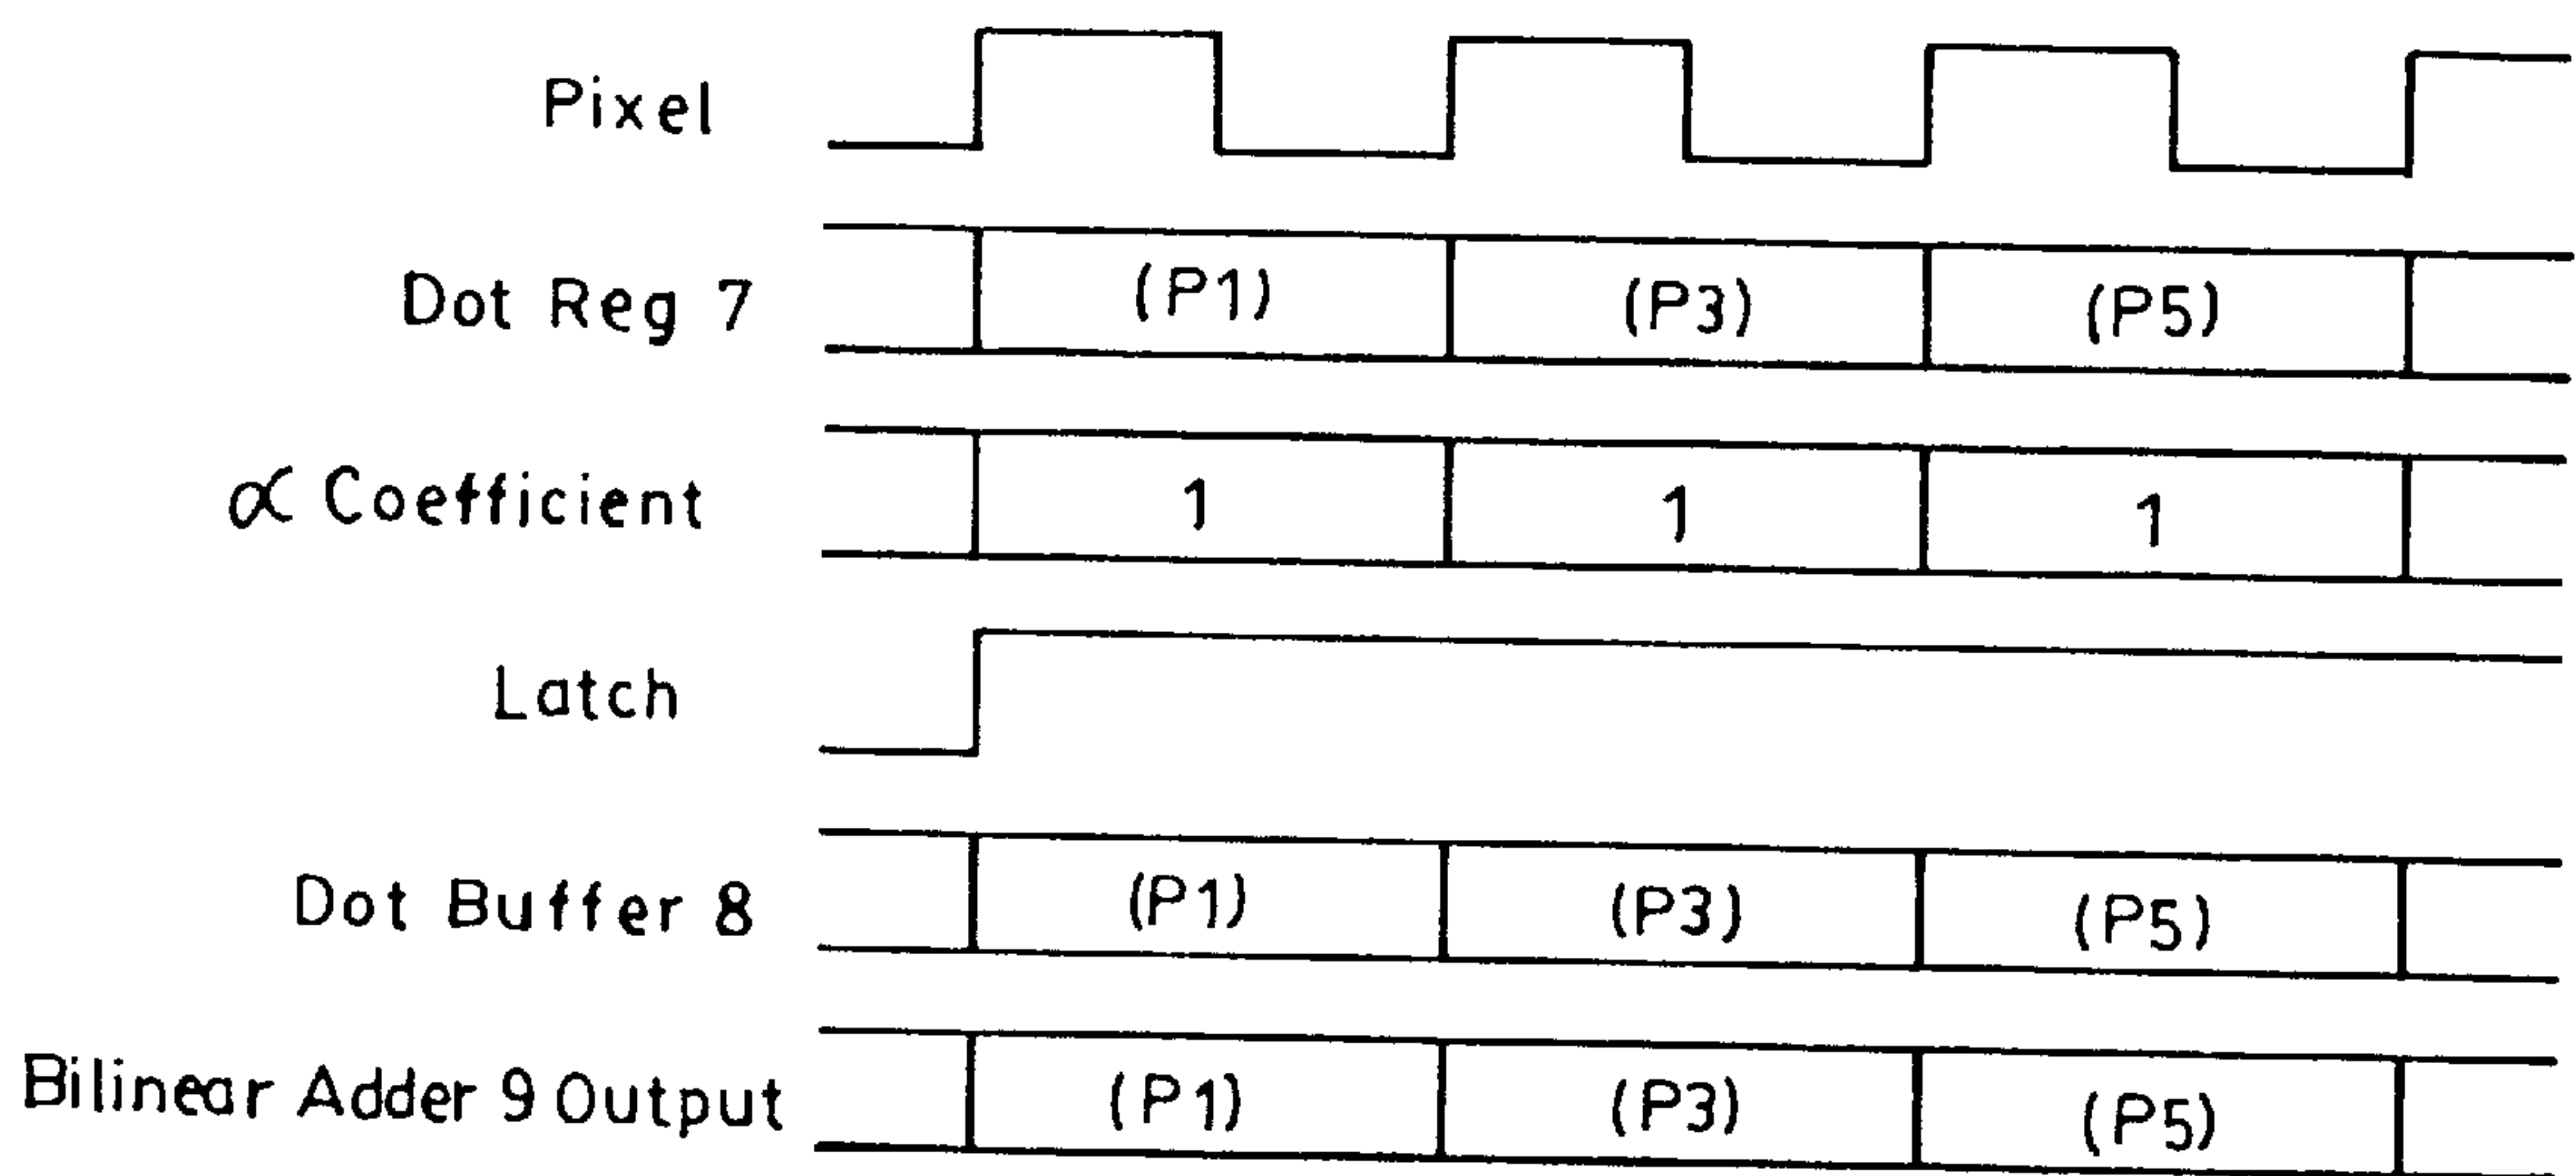 Pixel
Dot Reg 7 (P1) (P3) (P5)
α Coefficient 1 1 1
Latch
Dot Buffer 8 (P1) (P3) (P5)
Bilinear Adder 9 Output (P1) (P3) (P5)